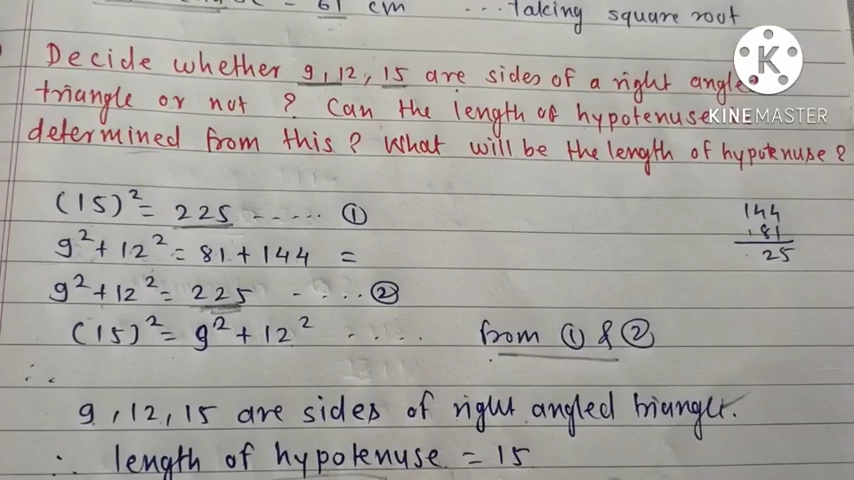 61 cm ... taking square root
Decide whether 9, 12, 15 are sides of a right angle
triangle or not ? Can the length of hypotenuse
determined from this ? What will be the length of hypotenuse ?
K
KINEMASTER
(15)² = 225 ------ ①
9² + 12² = 81 + 144 =
9² + 12² = 225 - .... ②
(15)² = 9² + 12² ..... from ① & ②
144
81
25
∴
9, 12, 15 are sides of right angled triangle.
∴ length of hypotenuse = 15